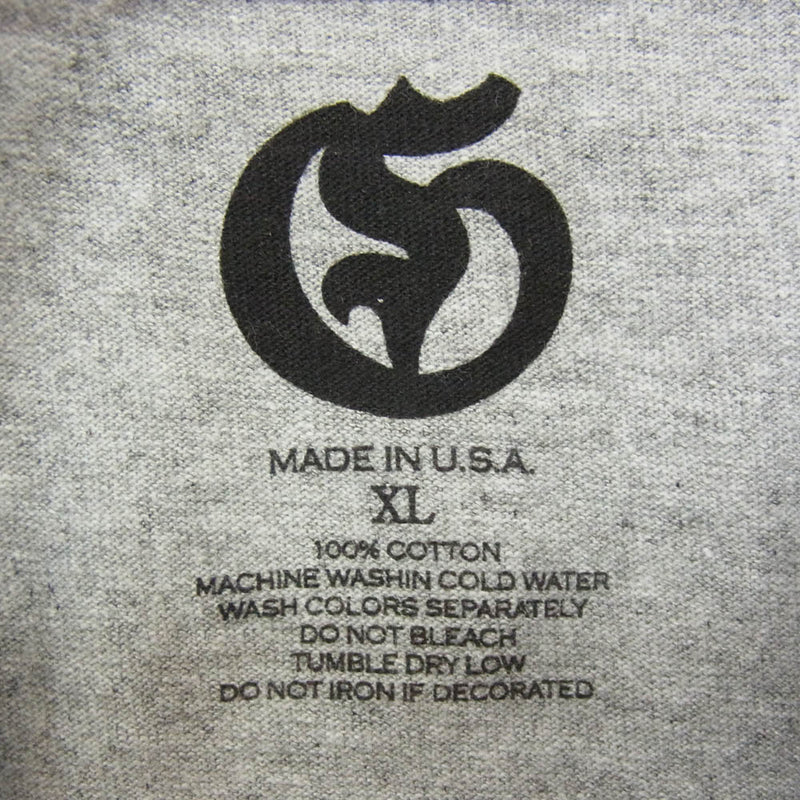 MADE IN U.S.A.
XL
100% COTTON
MACHINE WASHIN COLD WATER
WASH COLORS SEPARATELY
DO NOT BLEACH
TUMBLE DRY LOW
DO NOT IRON IF DECORATED